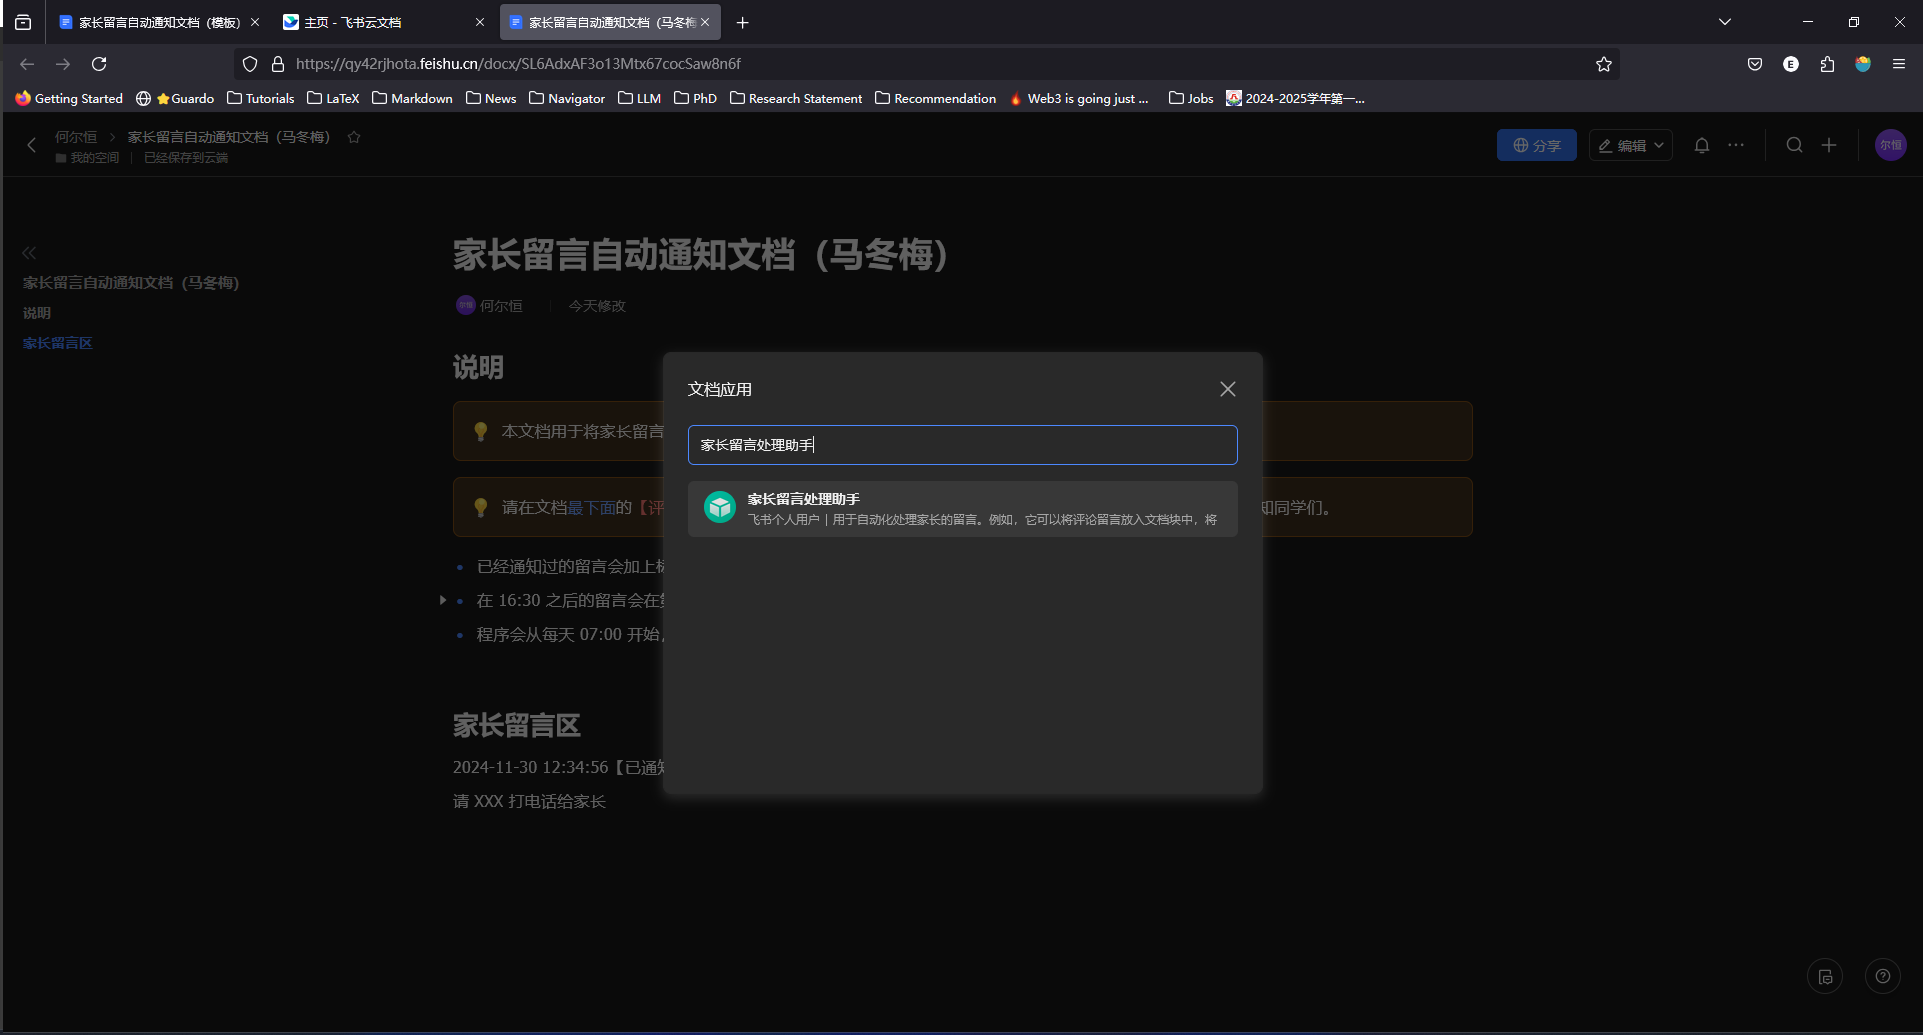 家长留言自动通知文档（模板）
主页 - 飞书云文档
家长留言自动通知文档（马冬梅
https://qy42rjhota.feishu.cn/docx/SL6AdxAF3o13Mtx67cocSaw8n6f
E
Getting Started
Guardo
Tutorials
LaTeX
Markdown
News
Navigator
LLM
PhD
Research Statement
Recommendation
Web3 is going just ...
Jobs
2024-2025学年第一...
何尔恒 > 家长留言自动通知文档（马冬梅）
我的空间 | 已经保存到云端
分享
编辑
尔恒
家长留言自动通知文档（马冬梅）
说明
家长留言区
家长留言自动通知文档（马冬梅）
尔恒 何尔恒 今天修改
说明
本文档用于将家长留言
请在文档最下面的【评
知同学们。
已经通知过的留言会加上
在 16:30 之后的留言会在
程序会从每天 07:00 开始，
家长留言区
2024-11-30 12:34:56【已通知
请 XXX 打电话给家长
文档应用
家长留言处理助手
家长留言处理助手
飞书个人用户 | 用于自动化处理家长的留言。例如，它可以将评论留言放入文档块中，将